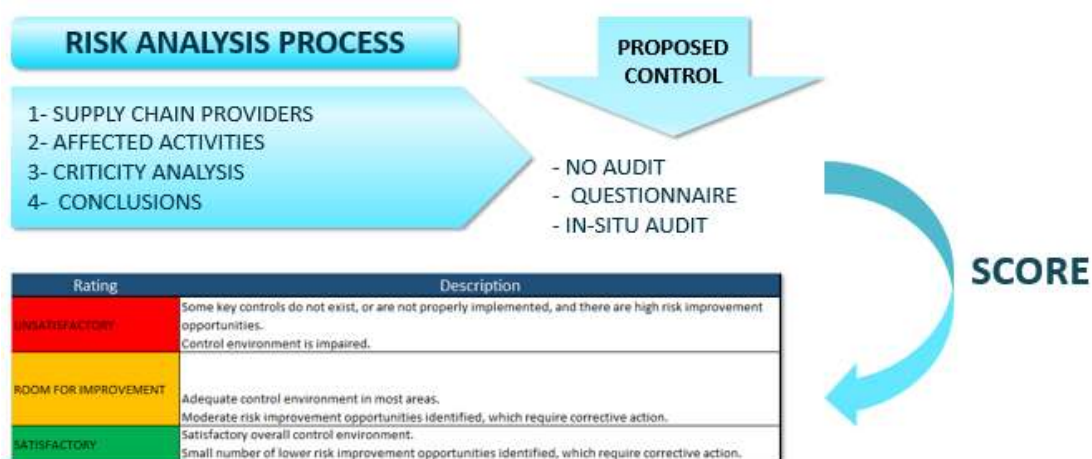 RISK ANALYSIS PROCESS
1- SUPPLY CHAIN PROVIDERS
2- AFFECTED ACTIVITIES
3- CRITICITY ANALYSIS
4- CONCLUSIONS
PROPOSED
CONTROL
- NO AUDIT
- QUESTIONNAIRE
- IN-SITU AUDIT
SCORE
Rating Description
UNSATISFACTORY
Some key controls do not exist, or are not properly implemented, and there are high risk improvement
opportunities.
Control environment is impaired.
ROOM FOR IMPROVEMENT
Adequate control environment in most areas.
Moderate risk improvement opportunities identified, which require corrective action.
SATISFACTORY
Satisfactory overall control environment.
Small number of lower risk improvement opportunities identified, which require corrective action.